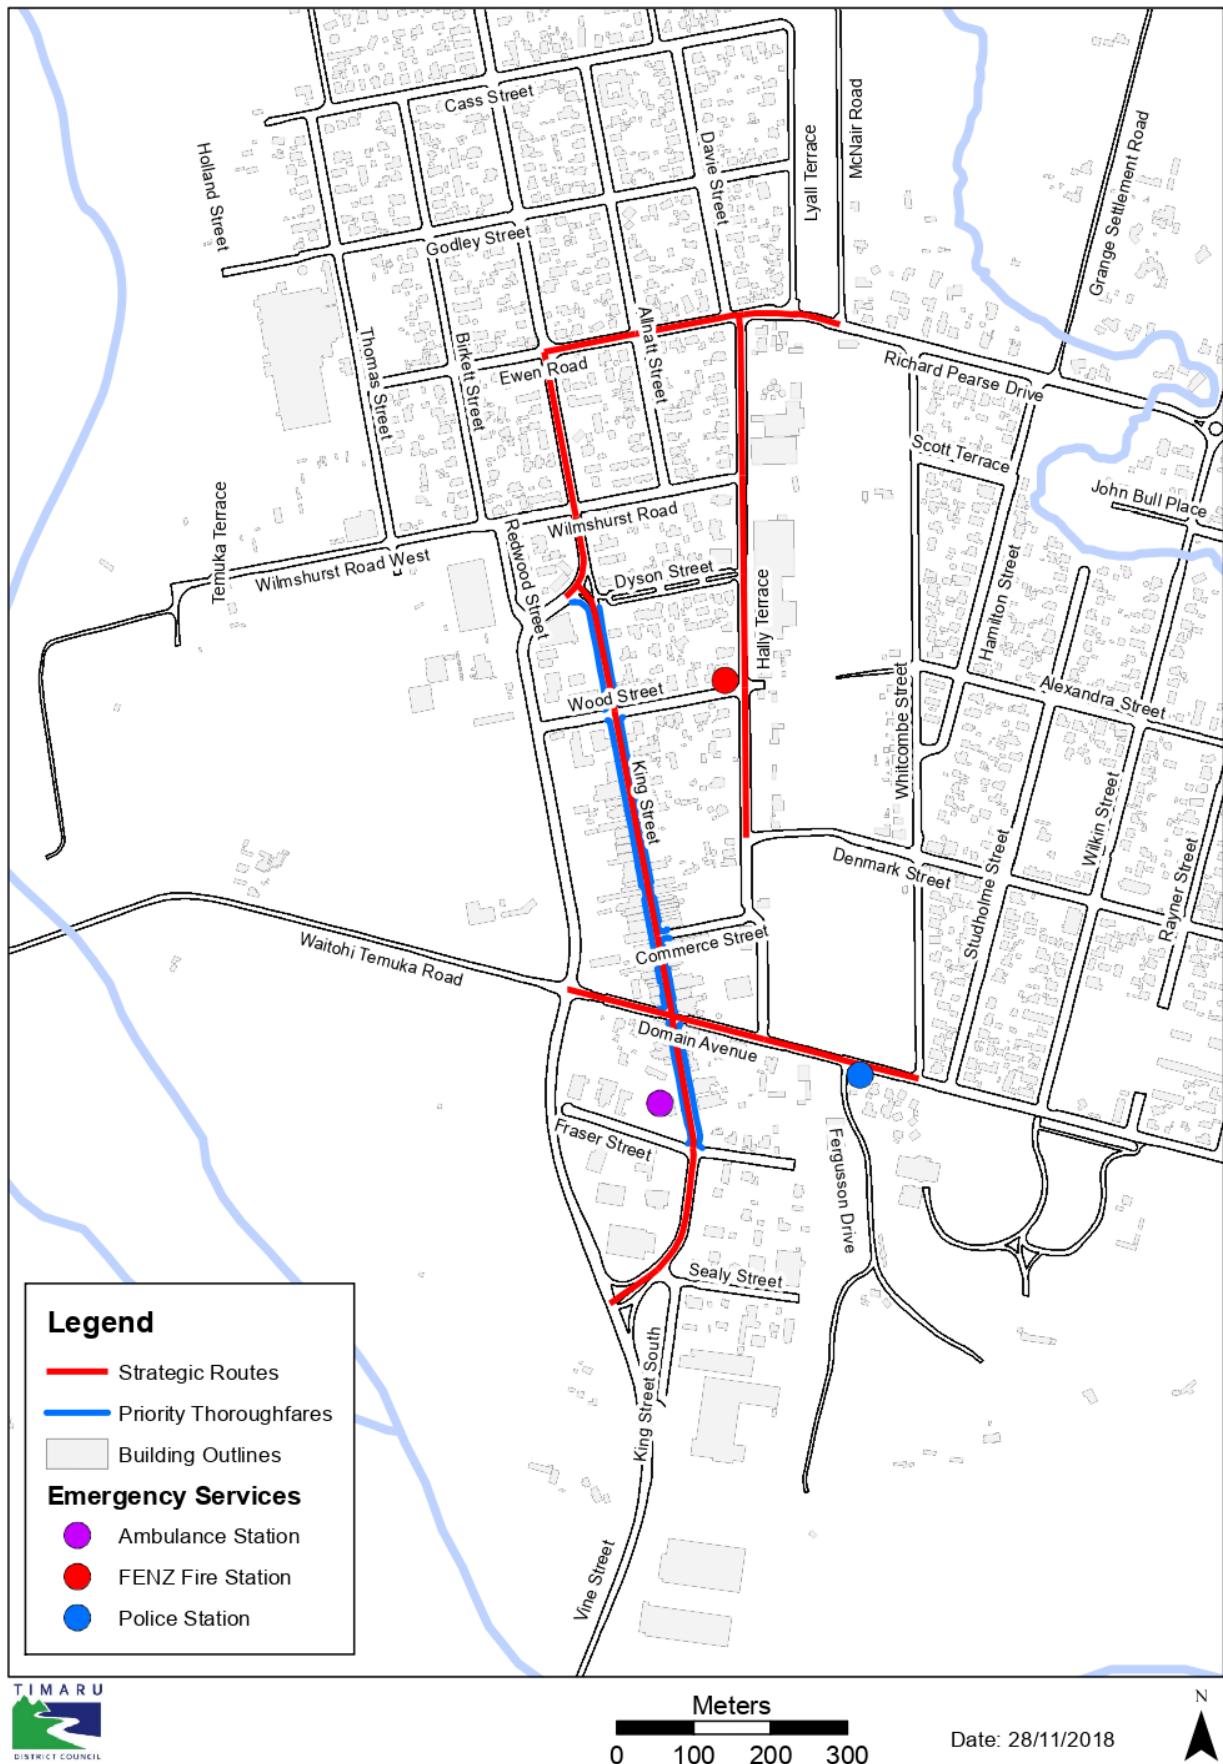 Cass Street
Holland Street
Davie Street
Lyall Terrace
McNair Road
Grange Settlement Road
Godley Street
Thomas Street
Birkett Street
Ewen Road
Allnatt Street
Richard Pearse Drive
Scott Terrace
John Bull Place
Temuka Terrace
Wilmshurst Road West
Redwood Street
Wilmshurst Road
Dyson Street
Hally Terrace
Hamilton Street
Wood Street
Whitcombe Street
Alexandra Street
King Street
Wilkin Street
Denmark Street
Studholme Street
Rayner Street
Waitohi Temuka Road
Commerce Street
Domain Avenue
Fraser Street
Fergusson Drive
Sealy Street
King Street South
Vine Street
Legend
Strategic Routes
Priority Thoroughfares
Building Outlines
Emergency Services
Ambulance Station
FENZ Fire Station
Police Station
TIMARU
DISTRICT COUNCIL
Meters
0 100 200 300
Date: 28/11/2018
N